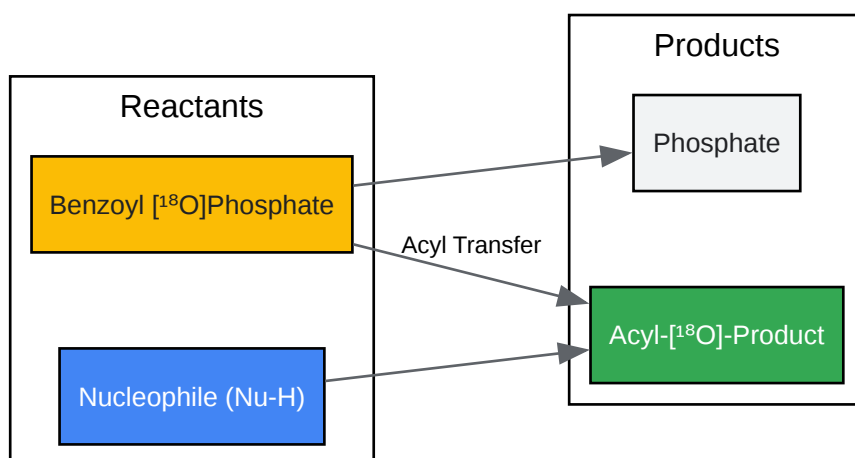 Products
Reactants
Phosphate
Benzoyl [¹⁸O]Phosphate
Acyl Transfer
Acyl-[¹⁸O]-Product
Nucleophile (Nu-H)